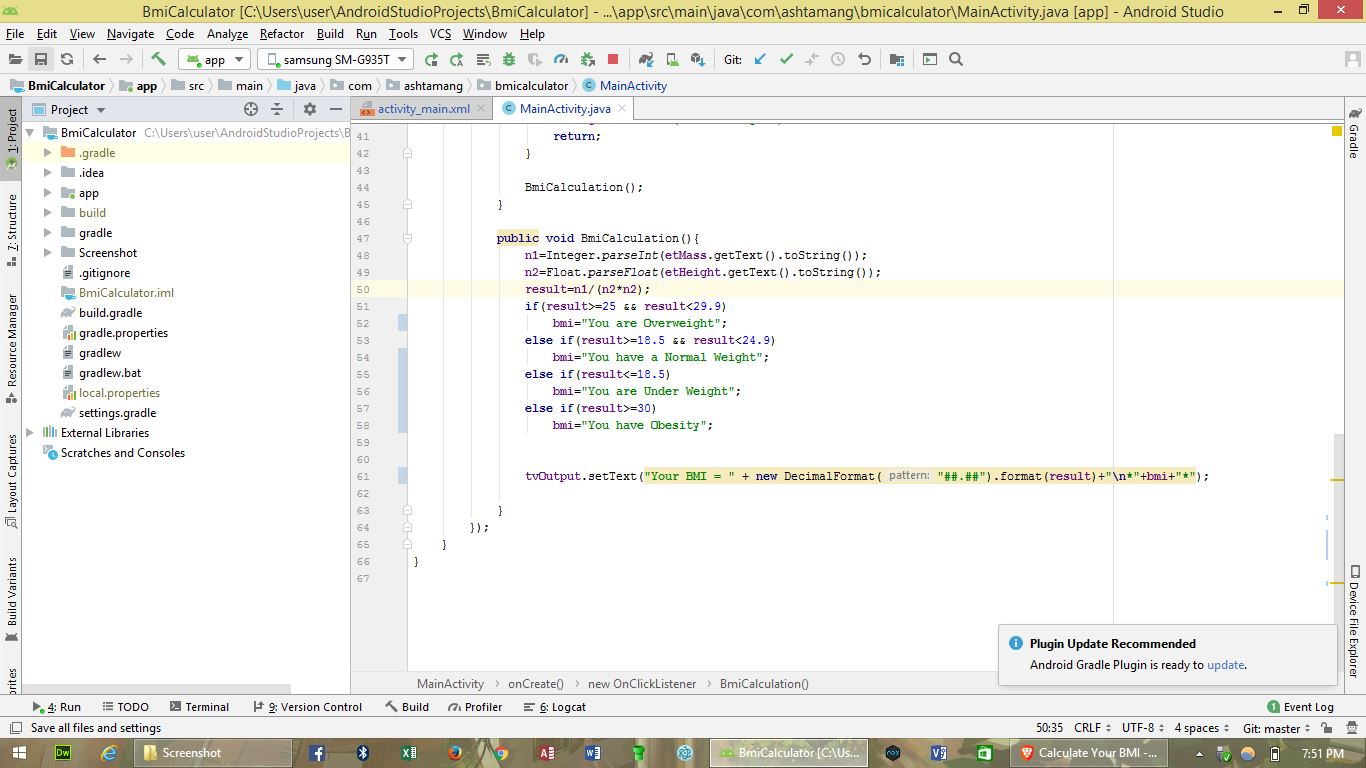 BmiCalculator [C:\Users\user\AndroidStudioProjects\BmiCalculator] - ...\app\src\main\java\com\ashtamang\bmicalculator\MainActivity.java [app] - Android Studio
File Edit View Navigate Code Analyze Refactor Build Run Tools VCS Window Help
app samsung SM-G935T Git:
BmiCalculator app src main java com ashtamang bmicalculator MainActivity
1: Project
7: Structure
Resource Manager
Layout Captures
Build Variants
Project
BmiCalculator C:\Users\user\AndroidStudioProjects\B
.gradle
.idea
app
build
gradle
Screenshot
.gitignore
BmiCalculator.iml
build.gradle
gradle.properties
gradlew
gradlew.bat
local.properties
settings.gradle
External Libraries
Scratches and Consoles
activity_main.xml MainActivity.java
41 return;
42 }
43
44 BmiCalculation();
45 }
46
47 public void BmiCalculation(){
48 n1=Integer.parseInt(etMass.getText().toString());
49 n2=Float.parseFloat(etHeight.getText().toString());
50 result=n1/(n2*n2);
51 if(result>=25 && result<29.9)
52 bmi="You are Overweight";
53 else if(result>=18.5 && result<24.9)
54 bmi="You have a Normal Weight";
55 else if(result<=18.5)
56 bmi="You are Under Weight";
57 else if(result>=30)
58 bmi="You have Obesity";
59
60
61 tvOutput.setText("Your BMI = " + new DecimalFormat( pattern: "##.##").format(result)+"\n*"+bmi+"*");
62
63 }
64 });
65 }
66 }
67
Gradle
Device File Explorer
Plugin Update Recommended
Android Gradle Plugin is ready to update.
MainActivity onCreate() new OnClickListener BmiCalculation()
4: Run TODO Terminal 9: Version Control Build Profiler 6: Logcat 1 Event Log
Save all files and settings 50:35 CRLF UTF-8 4 spaces Git: master
Dw Screenshot BmiCalculator [C:\Us... Calculate Your BMI -... 7:51 PM